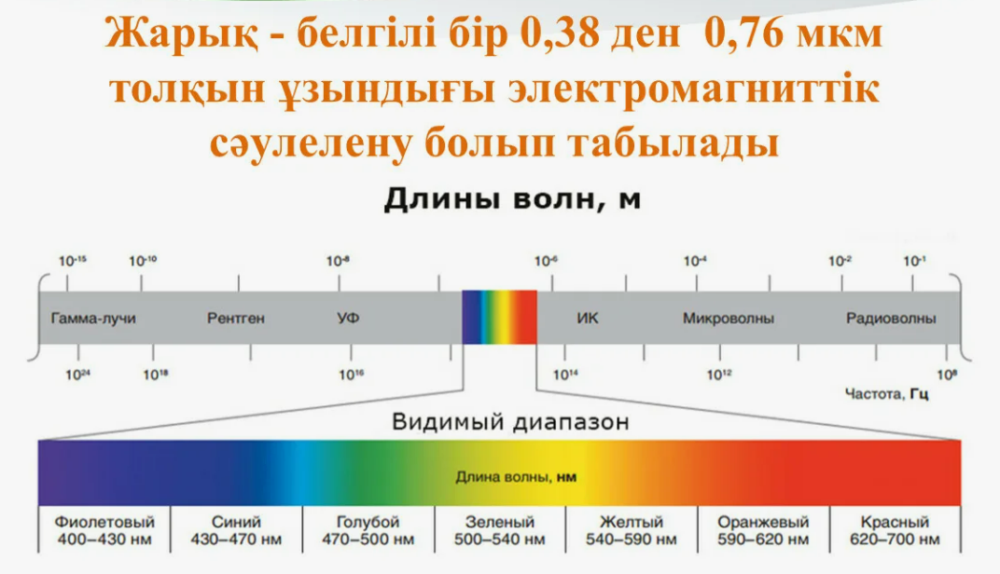 Жарық - белгілі бір 0,38 ден 0,76 мкм
толқын ұзындығы электромагниттік
сәулелену болып табылады
Длины волн, м
10⁻¹⁵ 10⁻¹⁰ 10⁻⁸ 10⁻⁶ 10⁻⁴ 10⁻² 10⁻¹
Гамма-лучи Рентген УФ ИК Микроволны Радиоволны
10²⁴ 10¹⁸ 10¹⁶ 10¹⁴ 10¹² 10⁸
Частота, Гц
Видимый диапазон
Длина волны, нм
Фиолетовый Синий Голубой Зеленый Желтый Оранжевый Красный
400–430 нм 430–470 нм 470–500 нм 500–540 нм 540–590 нм 590–620 нм 620–700 нм